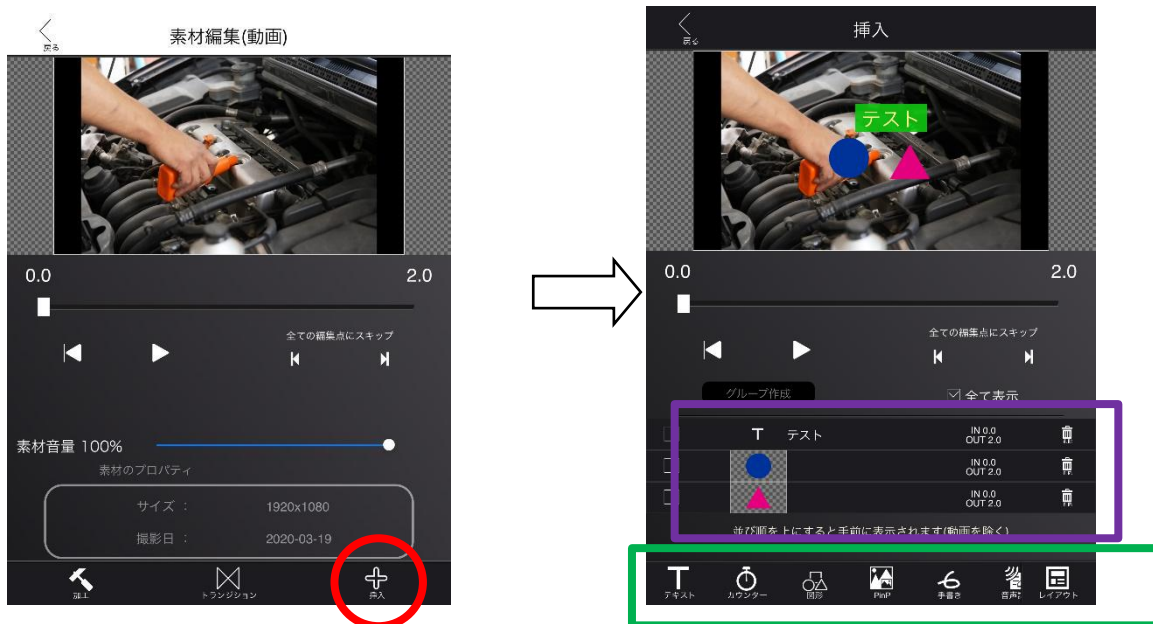 戻る
素材編集(動画)
0.0
2.0
全ての編集点にスキップ
素材音量 100%
素材のプロパティ
サイズ :
1920x1080
撮影日 :
2020-03-19
加工
トランジション
挿入
戻る
挿入
テスト
0.0
2.0
全ての編集点にスキップ
グループ作成
全て表示
T テスト
IN 0.0
OUT 2.0
IN 0.0
OUT 2.0
IN 0.0
OUT 2.0
並び順を上にすると手前に表示されます(動画を除く)
テキスト
カウンター
図形
PinP
手書き
音声
レイアウト